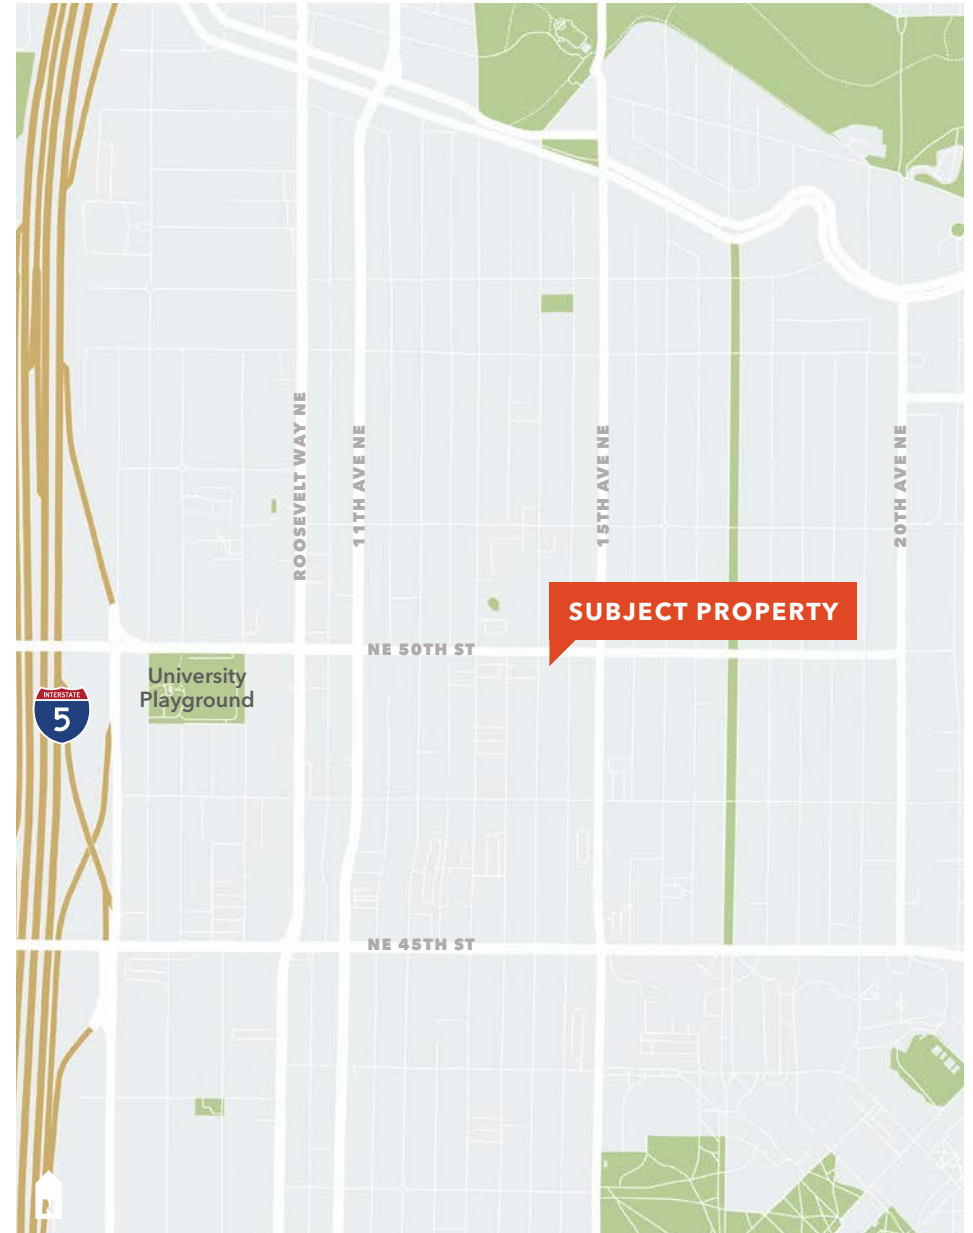 ROOSEVELT WAY NE
11TH AVE NE
15TH AVE NE
20TH AVE NE
SUBJECT PROPERTY
NE 50TH ST
University
Playground
INTERSTATE
5
NE 45TH ST
N